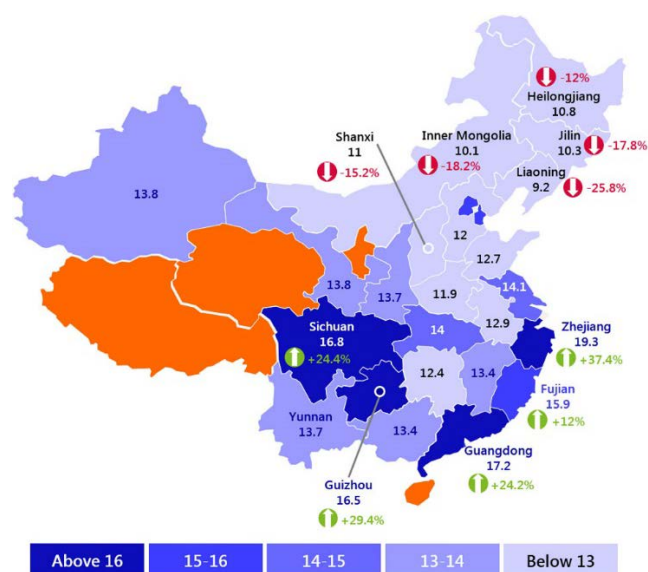 -12%
Heilongjiang
10.8
Shanxi
11
-15.2%
Inner Mongolia
10.1
-18.2%
Jilin
10.3
-17.8%
Liaoning
9.2
-25.8%
13.8
12
12.7
13.8
13.7
11.9
14.1
Sichuan
16.8
+24.4%
14
12.9
Zhejiang
19.3
+37.4%
12.4
13.4
Fujian
15.9
+12%
Yunnan
13.7
13.4
Guangdong
17.2
+24.2%
Guizhou
16.5
+29.4%
Above 16 15-16 14-15 13-14 Below 13